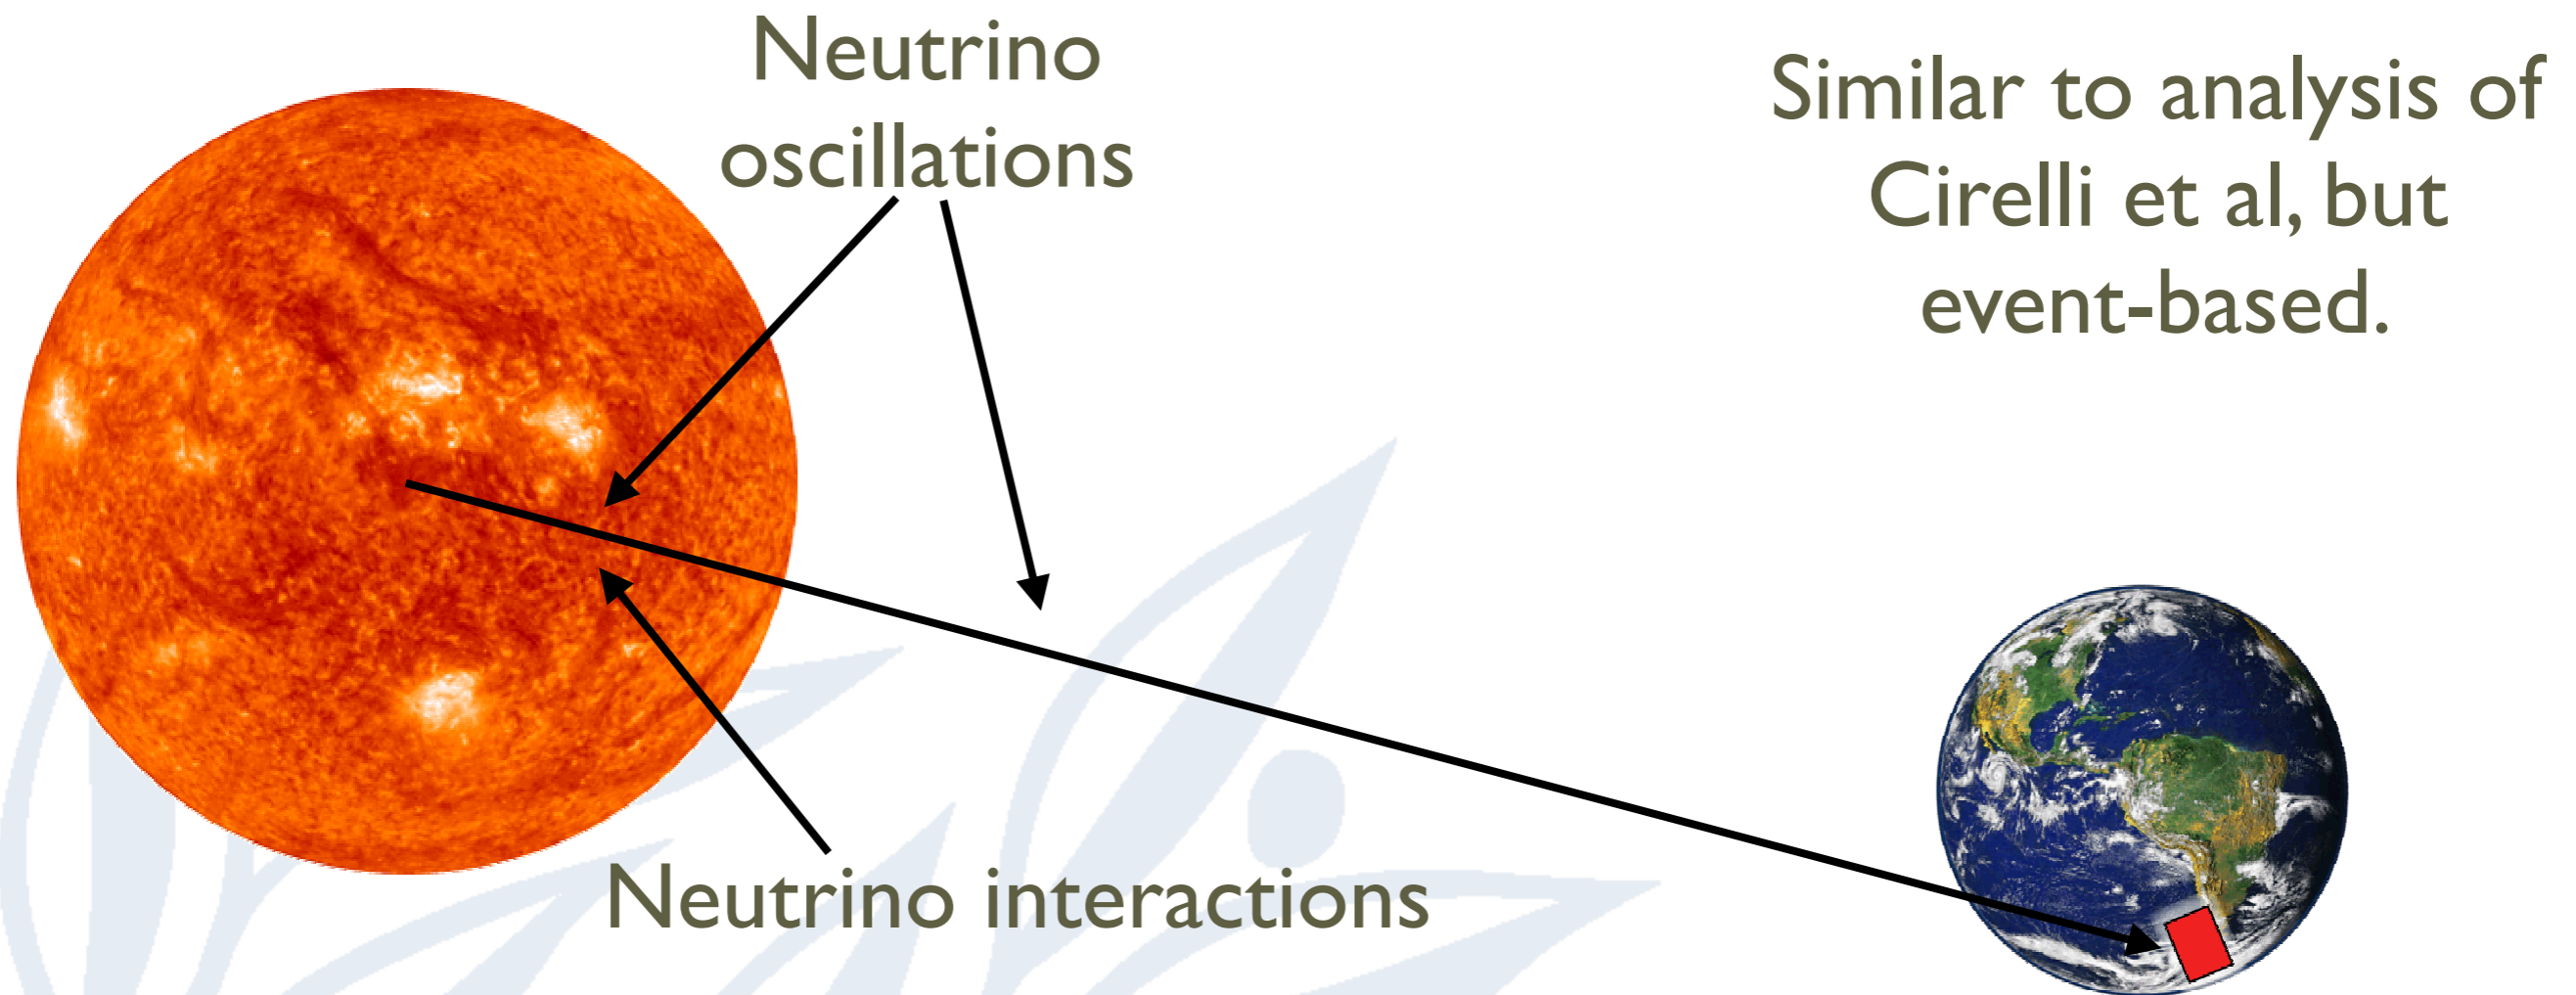 Neutrino
oscillations
Similar to analysis of
Cirelli et al, but
event-based.
Neutrino interactions